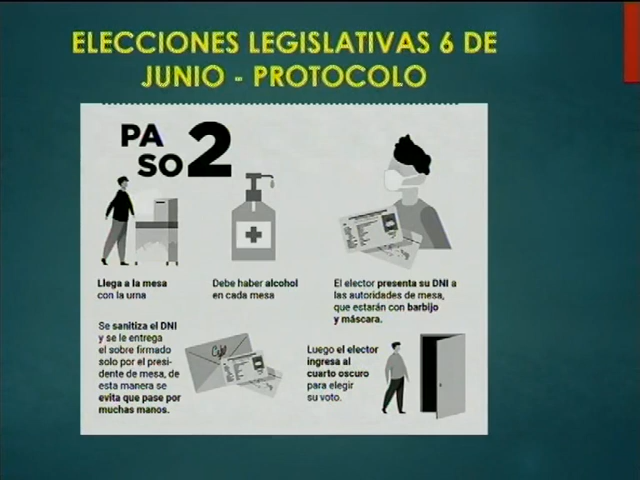 ELECCIONES LEGISLATIVAS 6 DE
JUNIO - PROTOCOLO
PA
SO 2
Llega a la mesa
con la urna
Debe haber alcohol
en cada mesa
El elector presenta su DNI a
las autoridades de mesa,
que estarán con barbijo
y máscara.
Se sanitiza el DNI
y se le entrega
el sobre firmado
solo por el presi-
dente de mesa, de
esta manera se
evita que pase por
muchas manos.
Luego el elector
ingresa al
cuarto oscuro
para elegir
su voto.